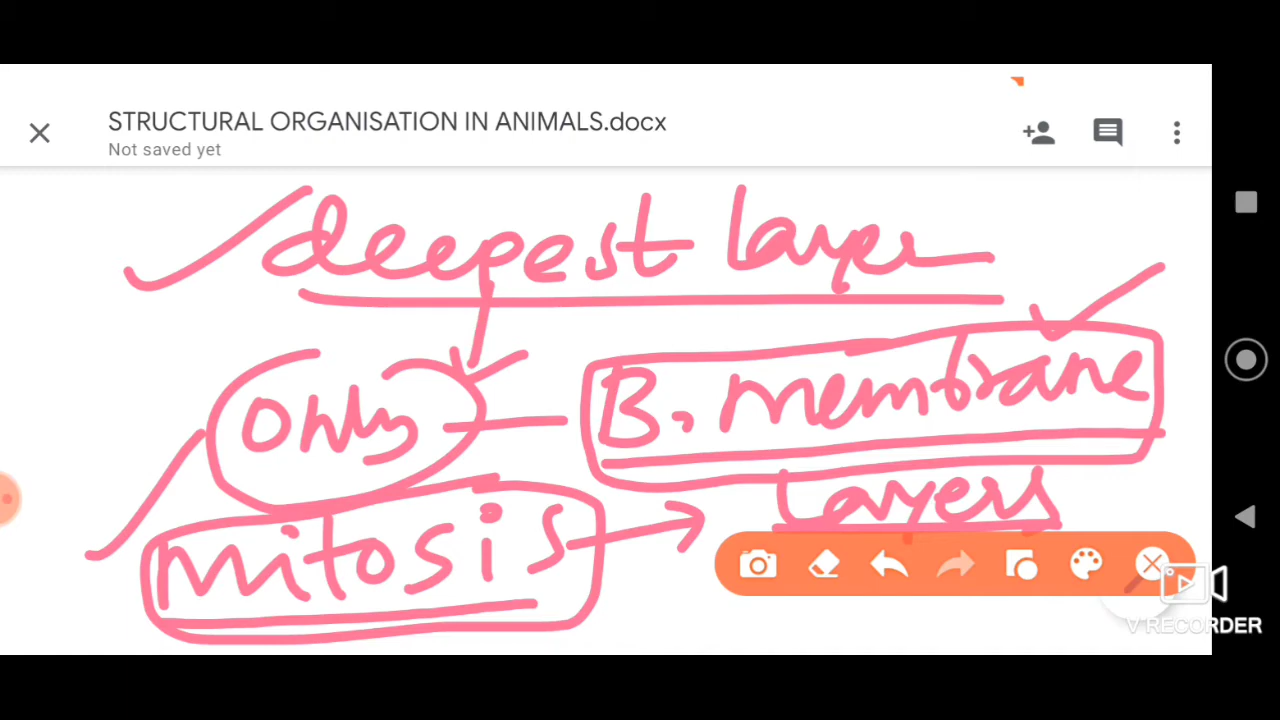 STRUCTURAL ORGANISATION IN ANIMALS.docx
Not saved yet
deepest layer
only B. membrane
mitosis layers
V RECORDER